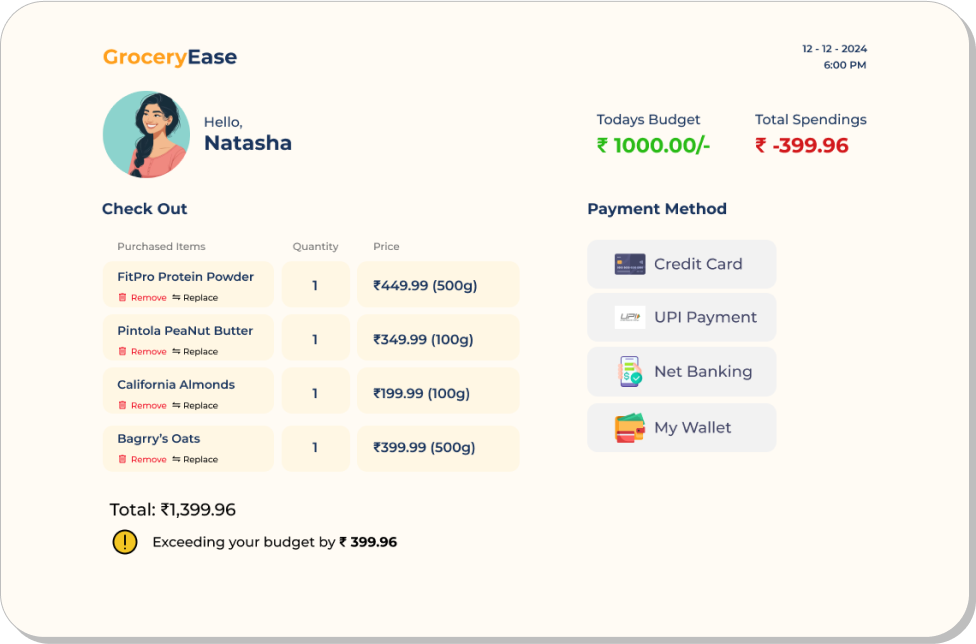 GroceryEase
12 - 12 - 2024
6:00 PM
Hello,
Natasha
Todays Budget
₹ 1000.00/-
Total Spendings
₹ -399.96
Check Out
Purchased Items Quantity Price
FitPro Protein Powder
Remove Replace
1
₹449.99 (500g)
Pintola PeaNut Butter
Remove Replace
1
₹349.99 (100g)
California Almonds
Remove Replace
1
₹199.99 (100g)
Bagrry’s Oats
Remove Replace
1
₹399.99 (500g)
Total: ₹1,399.96
Exceeding your budget by ₹ 399.96
Payment Method
Credit Card
UPI
UPI Payment
Net Banking
My Wallet